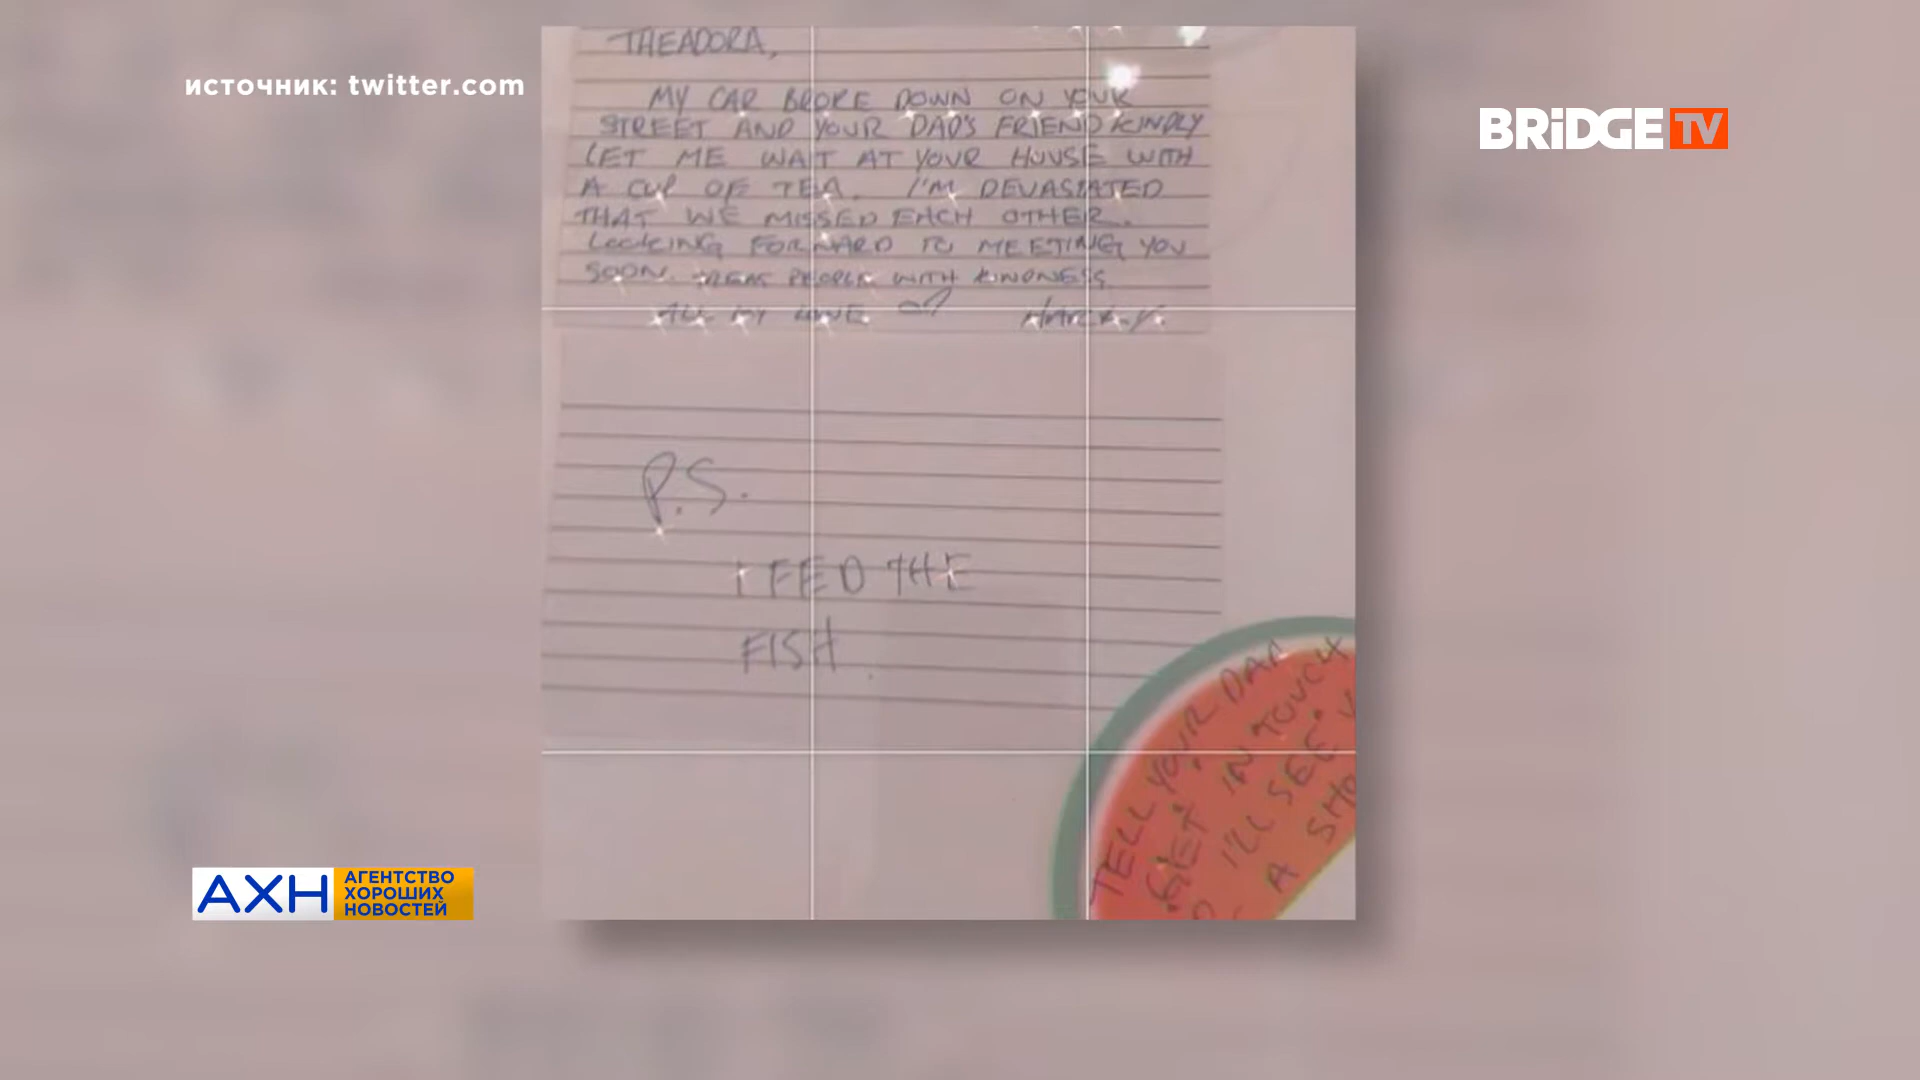 THEADORA,
источник: twitter.com
MY CAR BROKE DOWN ON YOUR
STREET AND YOUR DAD'S FRIEND KINDLY
LET ME WAIT AT YOUR HOUSE WITH
A CUP OF TEA. I'M DEVASTATED
THAT WE MISSED EACH OTHER.
LOOKING FORWARD TO MEETING YOU
SOON. TREAT PEOPLE WITH KINDNESS
ALL MY LOVE HARRY.
BRiDGE TV
P.S.
I FED THE
FISH.
TELL YOUR DAD
GET IN TOUCH
I'LL SEE
A
АХН
АГЕНТСТВО
ХОРОШИХ
НОВОСТЕЙ